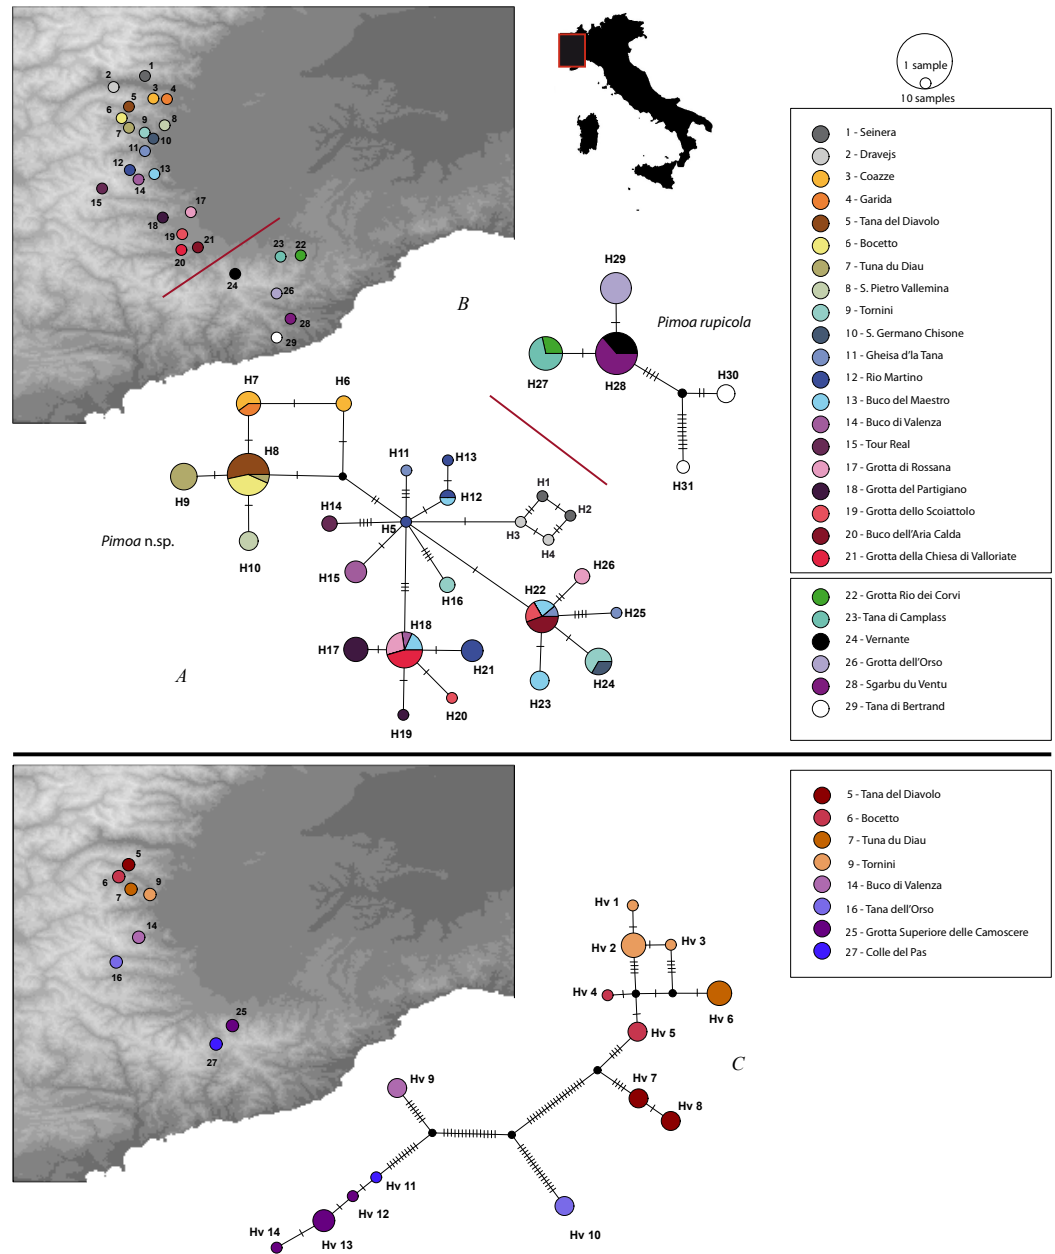 1
2
3
4
5
6
7
8
9
10
11
12
13
14
15
17
18
19
20
21
22
23
24
26
28
29
B
1 sample
10 samples
1 - Seinera
2 - Dravejs
3 - Coazze
4 - Garida
5 - Tana del Diavolo
6 - Bocetto
7 - Tuna du Diau
8 - S. Pietro Vallemina
9 - Tornini
10 - S. Germano Chisone
11 - Gheisa d'la Tana
12 - Rio Martino
13 - Buco del Maestro
14 - Buco di Valenza
15 - Tour Real
17 - Grotta di Rossana
18 - Grotta del Partigiano
19 - Grotta dello Scoiattolo
20 - Buco dell'Aria Calda
21 - Grotta della Chiesa di Valloriate
22 - Grotta Rio dei Corvi
23- Tana di Camplass
24 - Vernante
26 - Grotta dell'Orso
28 - Sgarbu du Ventu
29 - Tana di Bertrand
H29
Pimoa rupicola
H27
H28
H30
H31
H7
H6
H8
H9
H10
Pimoa n.sp.
H11
H13
H12
H14
H5
H1
H2
H3
H4
H15
H16
H22
H26
H25
H17
H18
H21
H24
H23
H20
H19
A
5
6
7
9
14
16
25
27
5 - Tana del Diavolo
6 - Bocetto
7 - Tuna du Diau
9 - Tornini
14 - Buco di Valenza
16 - Tana dell'Orso
25 - Grotta Superiore delle Camoscere
27 - Colle del Pas
Hv 1
Hv 2
Hv 3
Hv 4
Hv 6
Hv 5
C
Hv 7
Hv 8
Hv 9
Hv 11
Hv 12
Hv 10
Hv 14
Hv 13